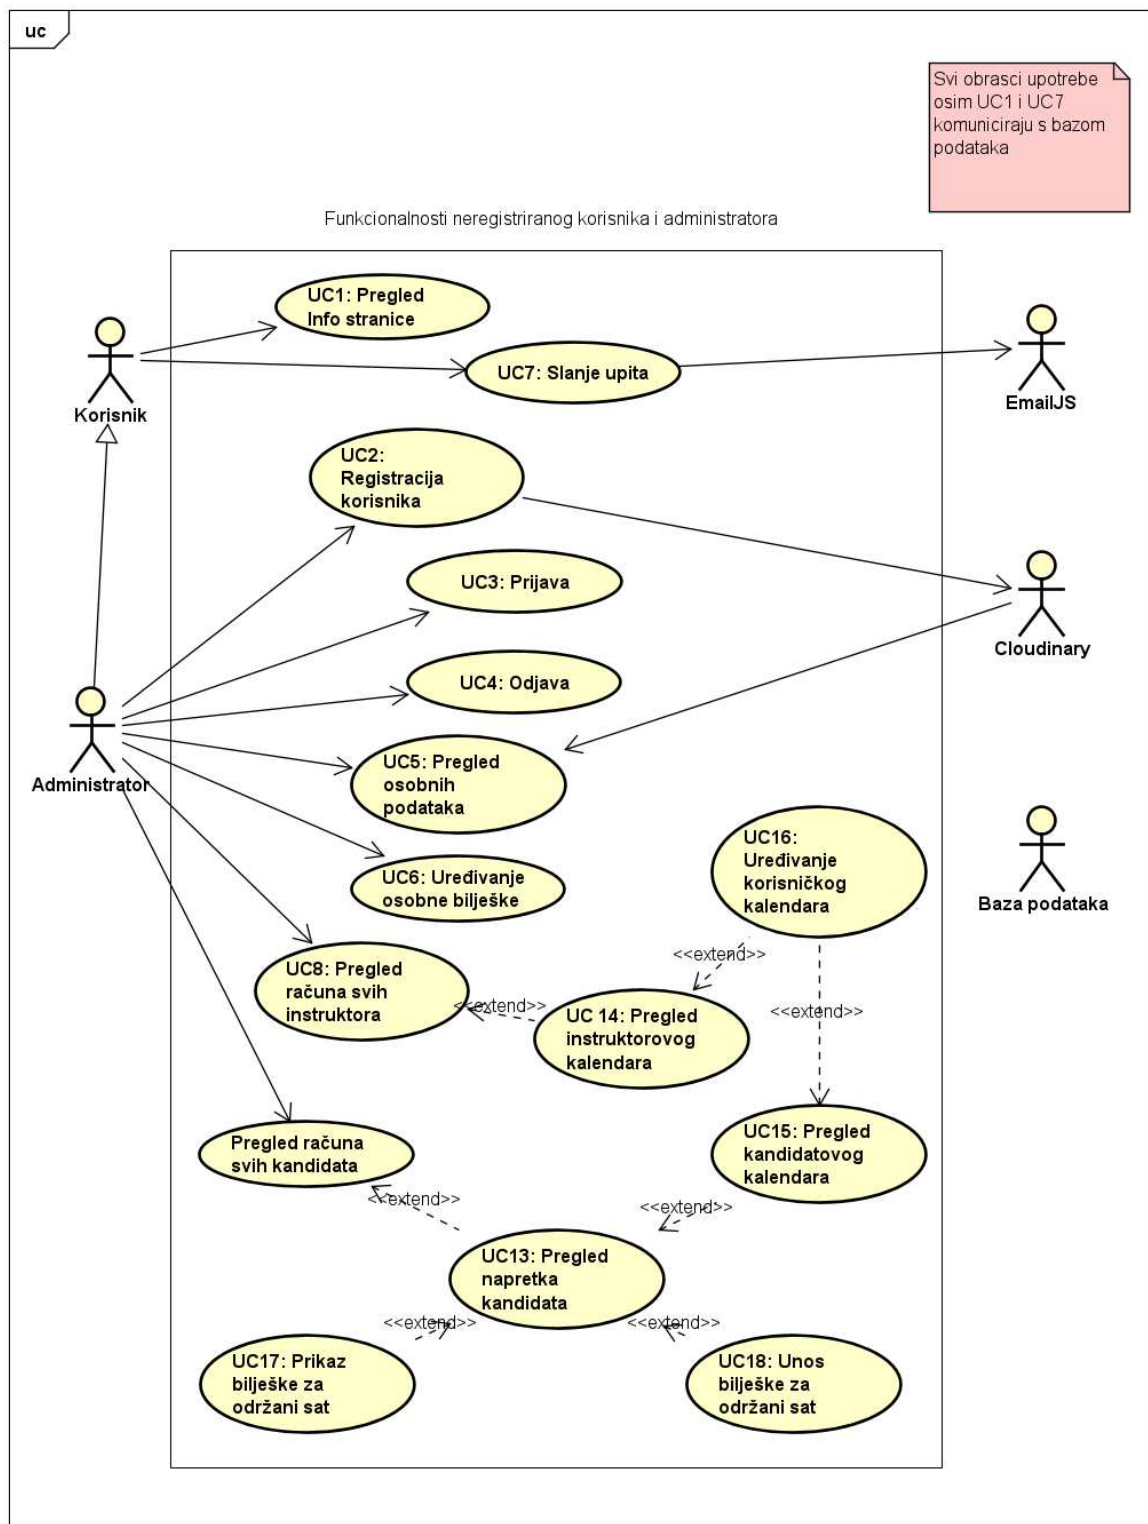 uc
Svi obrasci upotrebe
osim UC1 i UC7
komuniciraju s bazom
podataka
Funkcionalnosti neregistriranog korisnika i administratora
UC1: Pregled
Info stranice
Korisnik
UC7: Slanje upita
EmailJS
UC2:
Registracija
korisnika
UC3: Prijava
Cloudinary
UC4: Odjava
Administrator
UC5: Pregled
osobnih
podataka
UC6: Uređivanje
osobne bilješke
UC16:
Uređivanje
korisničkog
kalendara
Baza podataka
<<extend>>
UC8: Pregled
računa svih
instruktora
<<extend>>
UC 14: Pregled
instruktorovog
kalendara
<<extend>>
Pregled računa
svih kandidata
UC15: Pregled
kandidatovog
kalendara
<<extend>>
<<extend>>
UC13: Pregled
napretka
kandidata
<<extend>>
<<extend>>
UC17: Prikaz
bilješke za
održani sat
UC18: Unos
bilješke za
održani sat